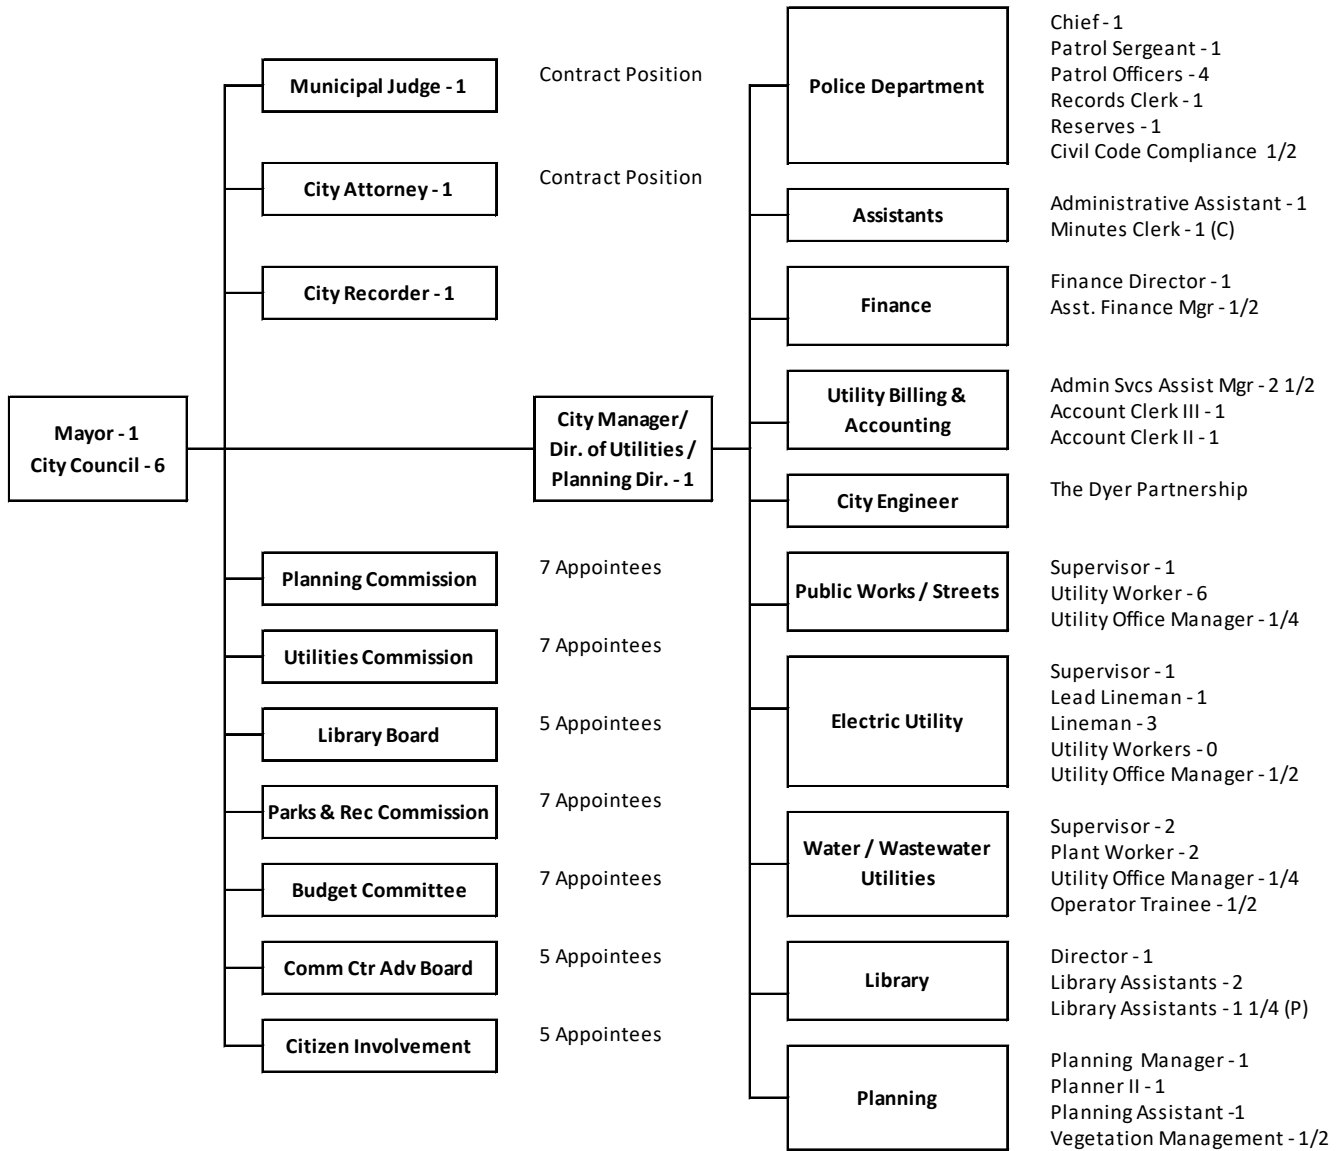 Mayor - 1
City Council - 6
Municipal Judge - 1
Contract Position
City Attorney - 1
Contract Position
City Recorder - 1
City Manager/
Dir. of Utilities /
Planning Dir. - 1
Planning Commission
7 Appointees
Utilities Commission
7 Appointees
Library Board
5 Appointees
Parks & Rec Commission
7 Appointees
Budget Committee
7 Appointees
Comm Ctr Adv Board
5 Appointees
Citizen Involvement
5 Appointees
Police Department
Chief - 1
Patrol Sergeant - 1
Patrol Officers - 4
Records Clerk - 1
Reserves - 1
Civil Code Compliance 1/2
Assistants
Administrative Assistant - 1
Minutes Clerk - 1 (C)
Finance
Finance Director - 1
Asst. Finance Mgr - 1/2
Utility Billing &
Accounting
Admin Svcs Assist Mgr - 2 1/2
Account Clerk III - 1
Account Clerk II - 1
City Engineer
The Dyer Partnership
Public Works / Streets
Supervisor - 1
Utility Worker - 6
Utility Office Manager - 1/4
Electric Utility
Supervisor - 1
Lead Lineman - 1
Lineman - 3
Utility Workers - 0
Utility Office Manager - 1/2
Water / Wastewater
Utilities
Supervisor - 2
Plant Worker - 2
Utility Office Manager - 1/4
Operator Trainee - 1/2
Library
Director - 1
Library Assistants - 2
Library Assistants - 1 1/4 (P)
Planning
Planning Manager - 1
Planner II - 1
Planning Assistant -1
Vegetation Management - 1/2